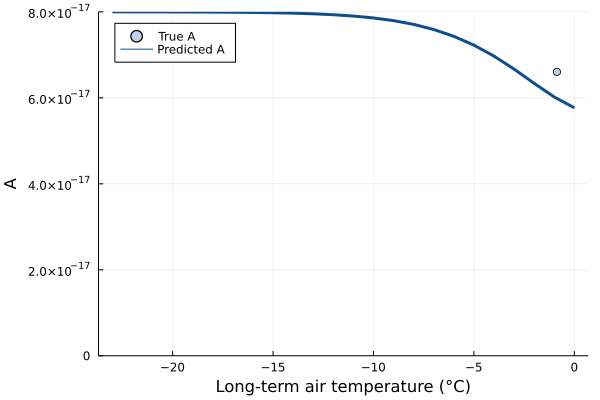 8.0×10⁻¹⁷
True A
Predicted A
6.0×10⁻¹⁷
A
4.0×10⁻¹⁷
2.0×10⁻¹⁷
0
−20 −15 −10 −5 0
Long-term air temperature (°C)